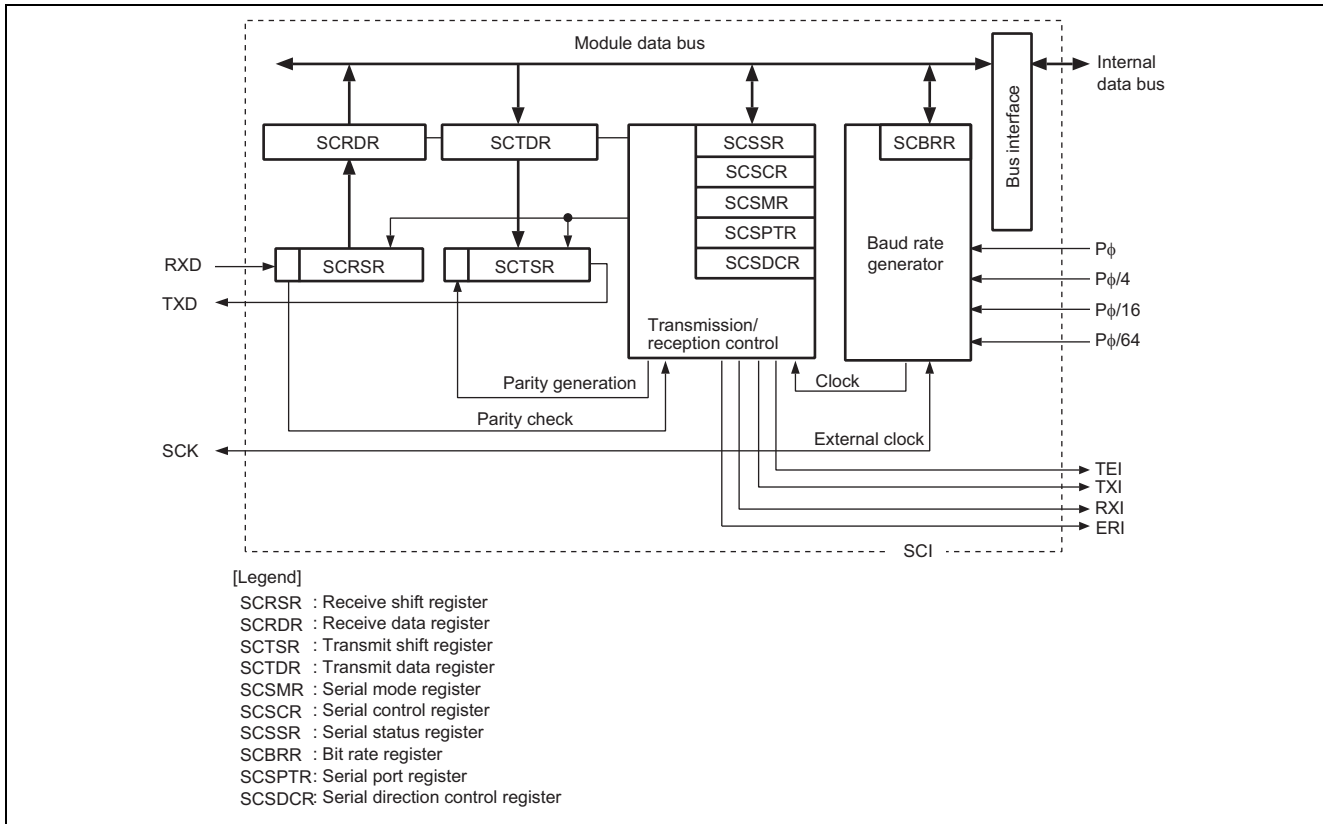 Module data bus
Internal
data bus
Bus interface
SCRDR
SCTDR
SCSSR
SCBRR
SCSCR
SCSMR
SCSPTR
SCSDCR
Baud rate
generator
RXD
SCRSR
SCTSR
TXD
Pϕ
Pϕ/4
Pϕ/16
Pϕ/64
Transmission/
reception control
Parity generation
Clock
Parity check
External clock
SCK
TEI
TXI
RXI
ERI
SCI
[Legend]
SCRSR : Receive shift register
SCRDR : Receive data register
SCTSR : Transmit shift register
SCTDR : Transmit data register
SCSMR : Serial mode register
SCSCR : Serial control register
SCSSR : Serial status register
SCBRR : Bit rate register
SCSPTR: Serial port register
SCSDCR: Serial direction control register